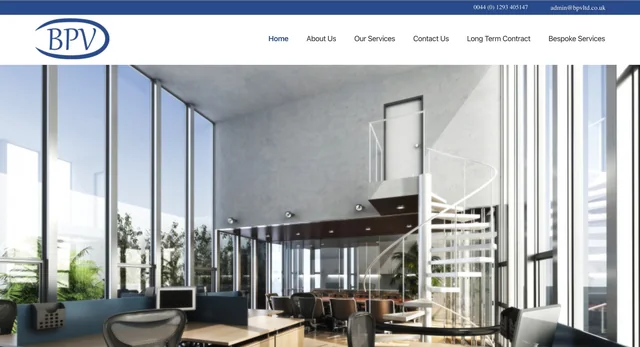 0044 (0) 1293 405147 admin@bpvltd.co.uk
BPV
Home About Us Our Services Contact Us Long Term Contract Bespoke Services